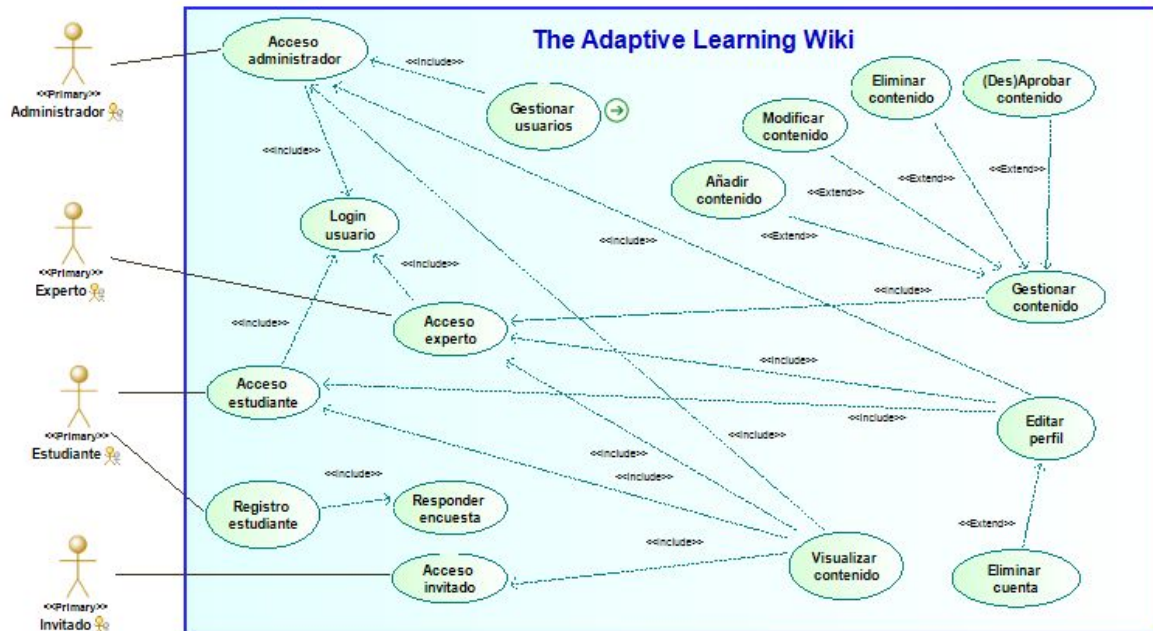 The Adaptive Learning Wiki
Acceso
administrador
<<Primary>>
Administrador
<<Include>>
Gestionar
usuarios
Eliminar
contenido
(Des)Aprobar
contenido
Modificar
contenido
<<Include>>
<<Extend>>
<<Extend>>
Añadir
contenido
<<Extend>>
Login
usuario
<<Extend>>
<<Include>>
<<Primary>>
Experto
<<Include>>
Gestionar
contenido
<<Include>>
Acceso
experto
<<Include>>
Acceso
estudiante
<<Primary>>
Estudiante
<<Include>>
Editar
perfil
<<Include>>
<<Include>>
<<Include>>
<<Include>>
Registro
estudiante
Responder
encuesta
<<Extend>>
<<Include>>
Acceso
invitado
Visualizar
contenido
Eliminar
cuenta
<<Primary>>
Invitado